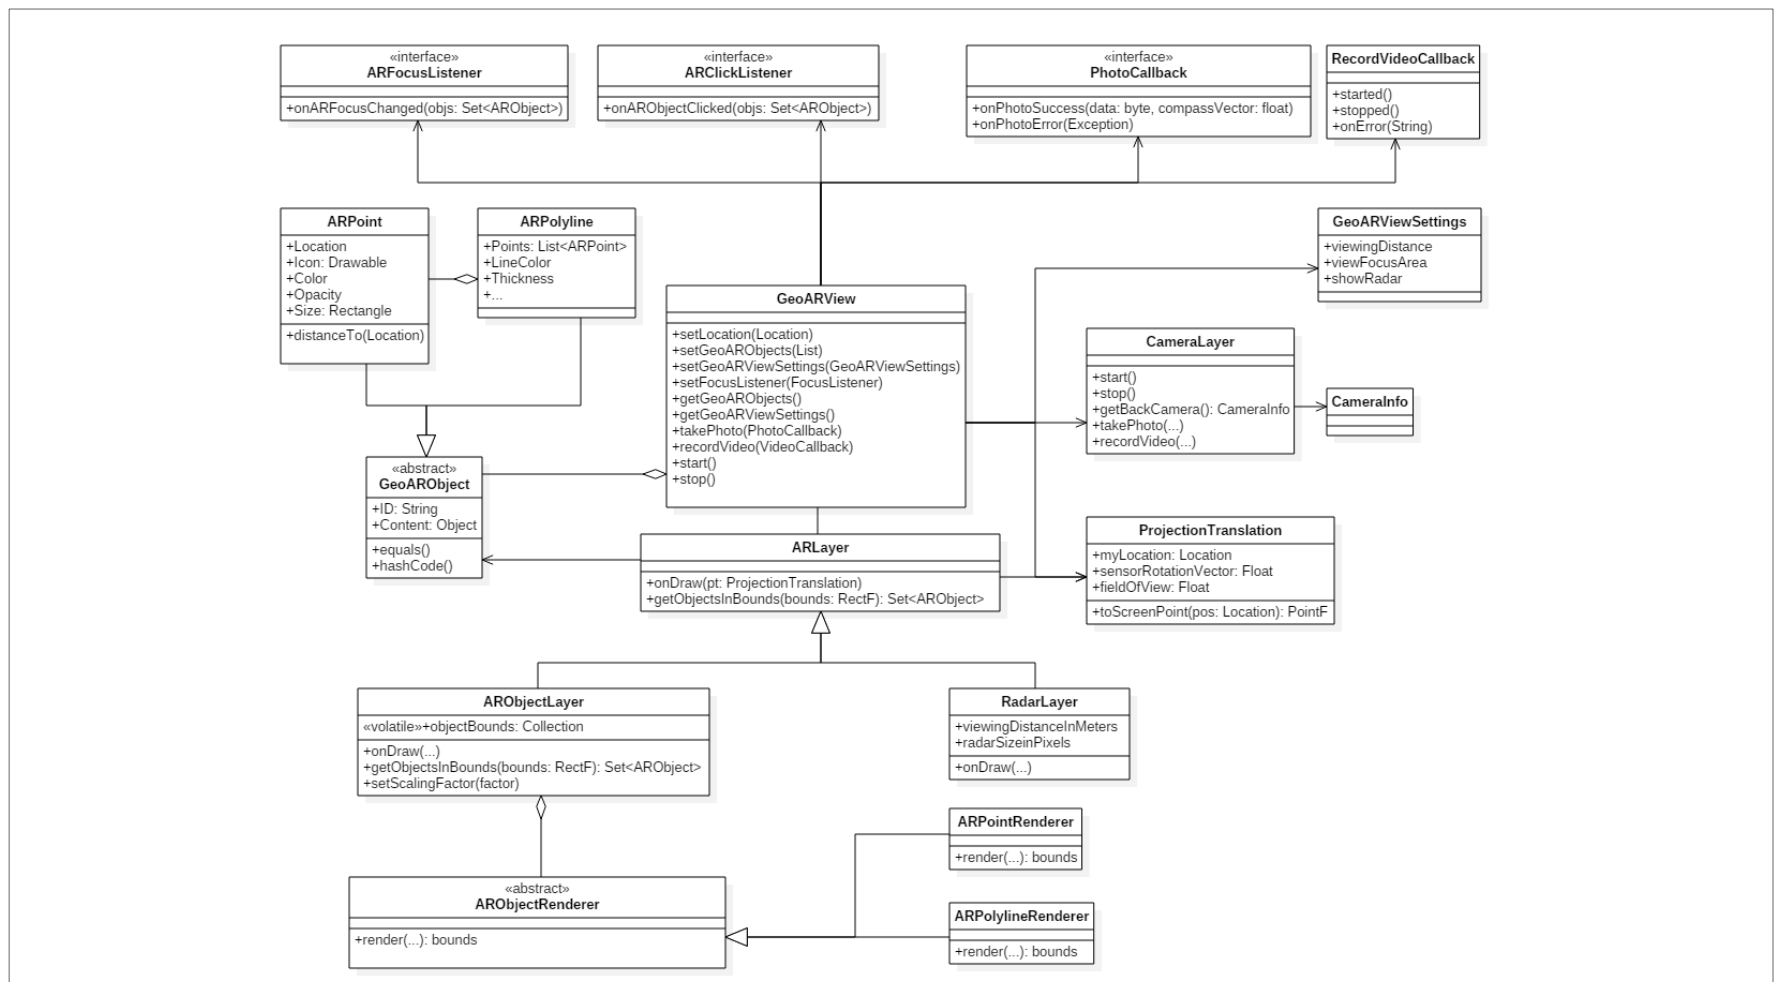 «interface»
ARFocusListener
+onARFocusChanged(objs: Set<ARObject>)
«interface»
ARClickListener
+onARObjectClicked(objs: Set<ARObject>)
«interface»
PhotoCallback
+onPhotoSuccess(data: byte, compassVector: float)
+onPhotoError(Exception)
RecordVideoCallback
+started()
+stopped()
+onError(String)
ARPoint
+Location
+Icon: Drawable
+Color
+Opacity
+Size: Rectangle
+distanceTo(Location)
ARPolyline
+Points: List<ARPoint>
+LineColor
+Thickness
+...
GeoARView
+setLocation(Location)
+setGeoARObjects(List)
+setGeoARViewSettings(GeoARViewSettings)
+setFocusListener(FocusListener)
+getGeoARObjects()
+getGeoARViewSettings()
+takePhoto(PhotoCallback)
+recordVideo(VideoCallback)
+start()
+stop()
GeoARViewSettings
+viewingDistance
+viewFocusArea
+showRadar
CameraLayer
+start()
+stop()
+getBackCamera(): CameraInfo
+takePhoto(...)
+recordVideo(...)
CameraInfo
«abstract»
GeoARObject
+ID: String
+Content: Object
+equals()
+hashCode()
ARLayer
+onDraw(pt: ProjectionTranslation)
+getObjectsInBounds(bounds: RectF): Set<ARObject>
ProjectionTranslation
+myLocation: Location
+sensorRotationVector: Float
+fieldOfView: Float
+toScreenPoint(pos: Location): PointF
ARObjectLayer
«volatile»+objectBounds: Collection
+onDraw(...)
+getObjectsInBounds(bounds: RectF): Set<ARObject>
+setScalingFactor(factor)
RadarLayer
+viewingDistanceInMeters
+radarSizeinPixels
+onDraw(...)
ARPointRenderer
+render(...): bounds
«abstract»
ARObjectRenderer
+render(...): bounds
ARPolylineRenderer
+render(...): bounds